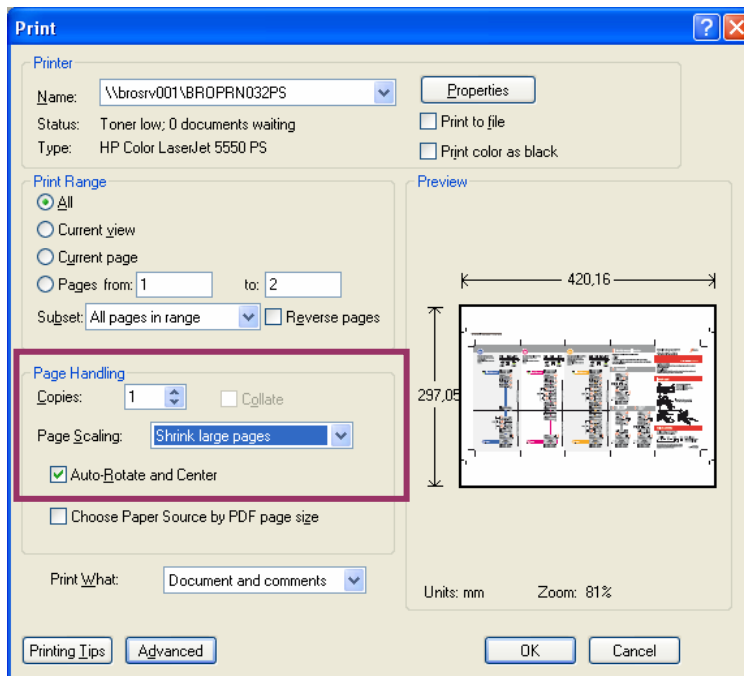 Print
Printer
Name: \\brosrv001\BROPRN032PS
Properties
Status: Toner low; 0 documents waiting
Print to file
Type: HP Color LaserJet 5550 PS
Print color as black
Print Range
All
Current view
Current page
Pages from: 1 to: 2
Subset: All pages in range
Reverse pages
Page Handling
Copies: 1
Collate
Page Scaling: Shrink large pages
Auto-Rotate and Center
Choose Paper Source by PDF page size
Print What: Document and comments
Preview
420,16
297,05
Units: mm Zoom: 81%
Printing Tips
Advanced
OK
Cancel